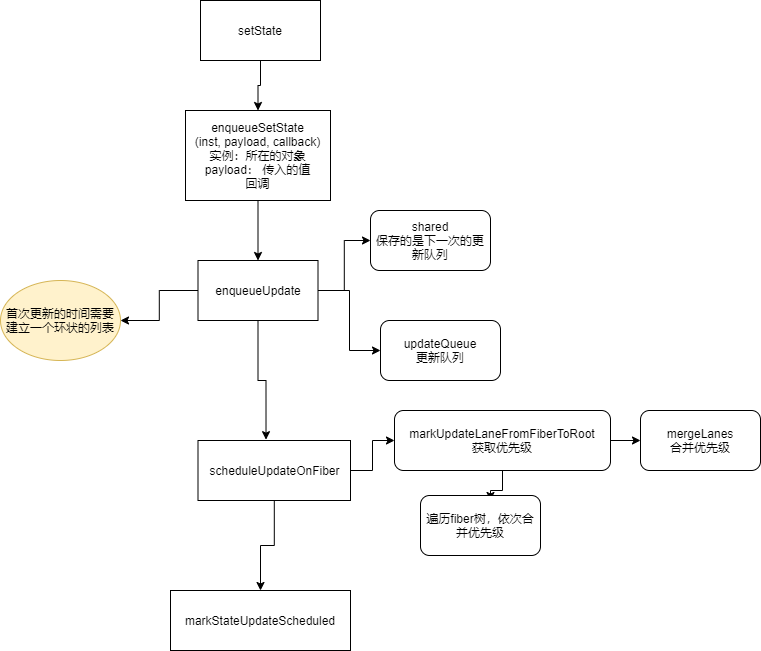 setState
enqueueSetState
(inst, payload, callback)
实例：所在的对象
payload： 传入的值
回调
shared
保存的是下一次的更
新队列
enqueueUpdate
首次更新的时间需要
建立一个环状的列表
updateQueue
更新队列
markUpdateLaneFromFiberToRoot
获取优先级
mergeLanes
合并优先级
scheduleUpdateOnFiber
遍历fiber树，依次合
并优先级
markStateUpdateScheduled